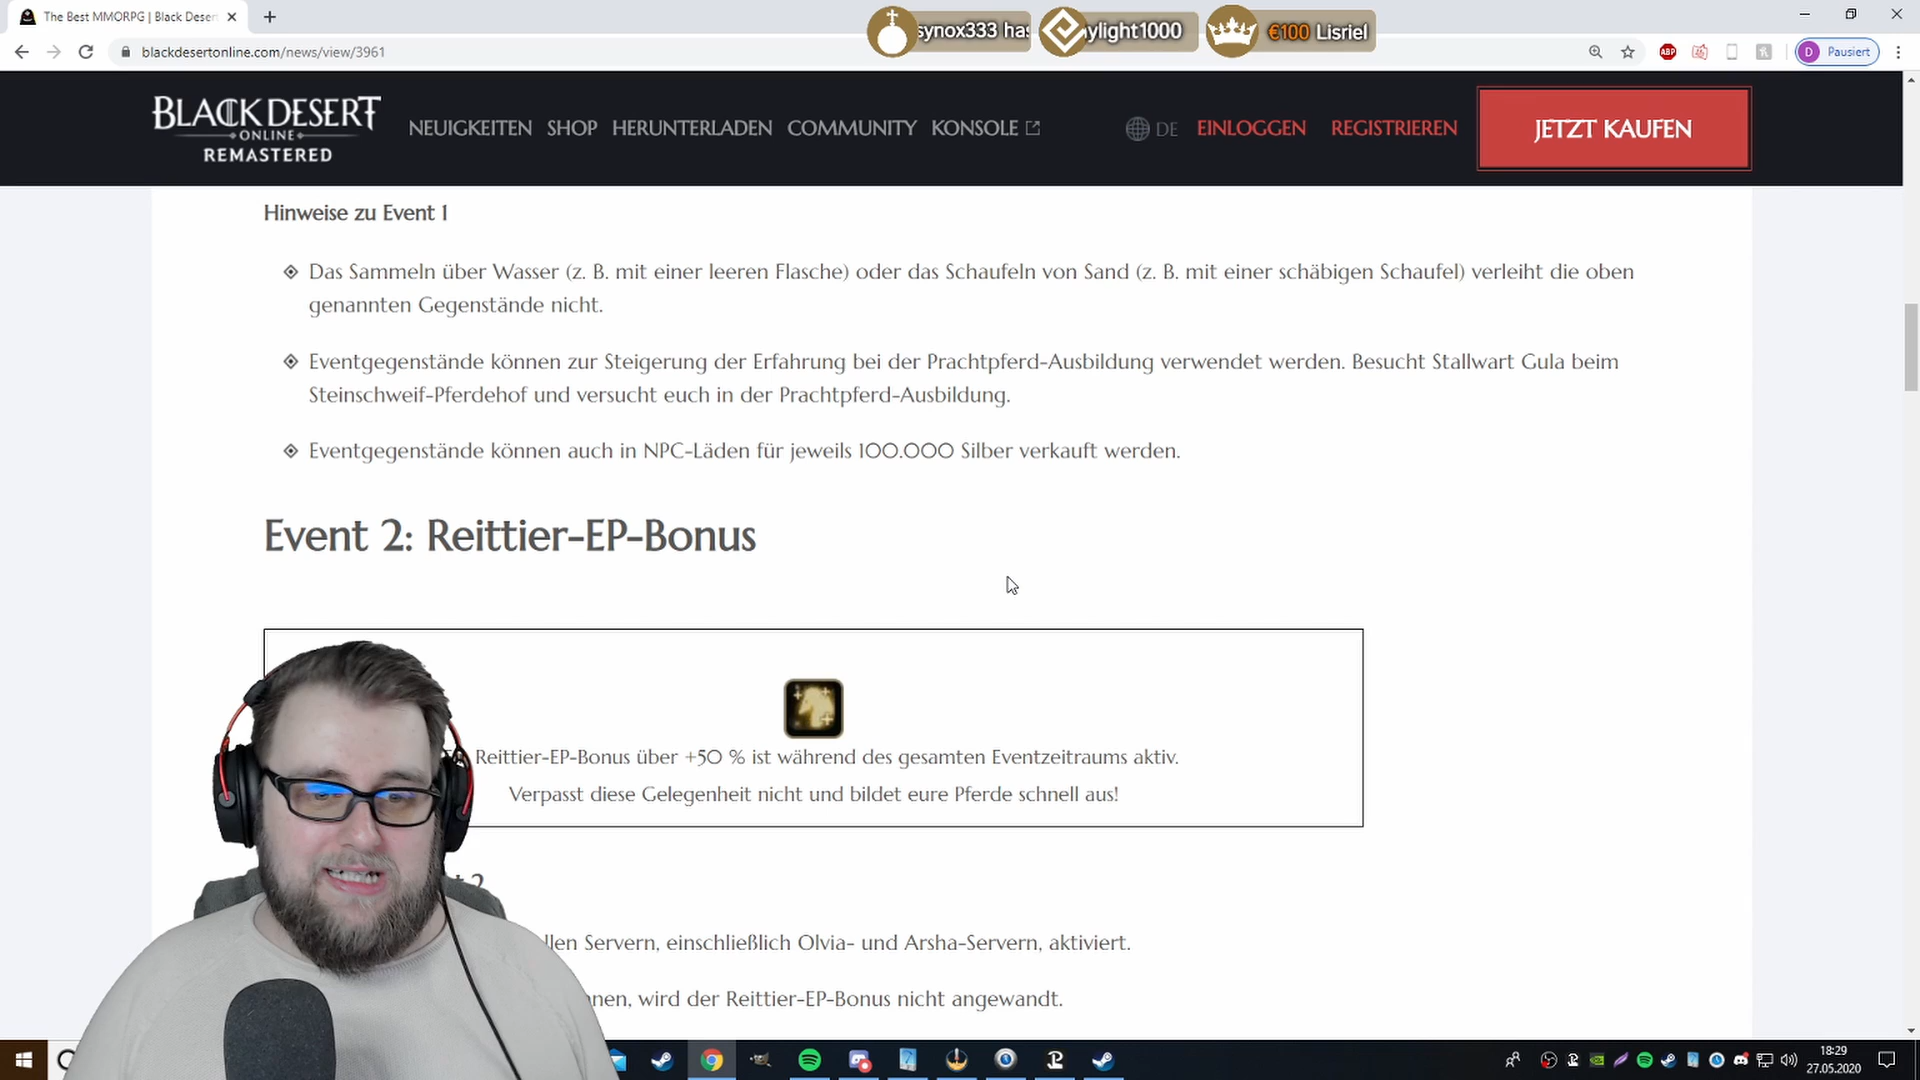 The Best MMORPG | Black Desert
synox333 has
ylight1000
€100 Lisriel
blackdesertonline.com/news/view/3961
ABP
D Pausiert
BLACK DESERT
ONLINE
REMASTERED
NEUIGKEITEN SHOP HERUNTERLADEN COMMUNITY KONSOLE
DE EINLOGGEN REGISTRIEREN
JETZT KAUFEN
Hinweise zu Event 1
Das Sammeln über Wasser (z. B. mit einer leeren Flasche) oder das Schaufeln von Sand (z. B. mit einer schäbigen Schaufel) verleiht die oben
genannten Gegenstände nicht.
Eventgegenstände können zur Steigerung der Erfahrung bei der Prachtpferd-Ausbildung verwendet werden. Besucht Stallwart Gula beim
Steinschweif-Pferdehof und versucht euch in der Prachtpferd-Ausbildung.
Eventgegenstände können auch in NPC-Läden für jeweils 100.000 Silber verkauft werden.
Event 2: Reittier-EP-Bonus
Reittier-EP-Bonus über +50 % ist während des gesamten Eventzeitraums aktiv.
Verpasst diese Gelegenheit nicht und bildet eure Pferde schnell aus!
t 2
llen Servern, einschließlich Olvia- und Arsha-Servern, aktiviert.
nnen, wird der Reittier-EP-Bonus nicht angewandt.
18:29
27.05.2020